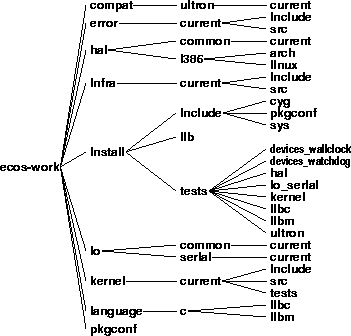 compat ultron current
error current include
src
hal common current
i386 arch
linux
infra current include
src
install include cyg
pkgconf
sys
lib
tests devices_wallclock
devices_watchdog
hal
io_serial
kernel
libc
libm
ultron
ecos-work
io common current
serial current
kernel current include
src
tests
language c libc
libm
pkgconf